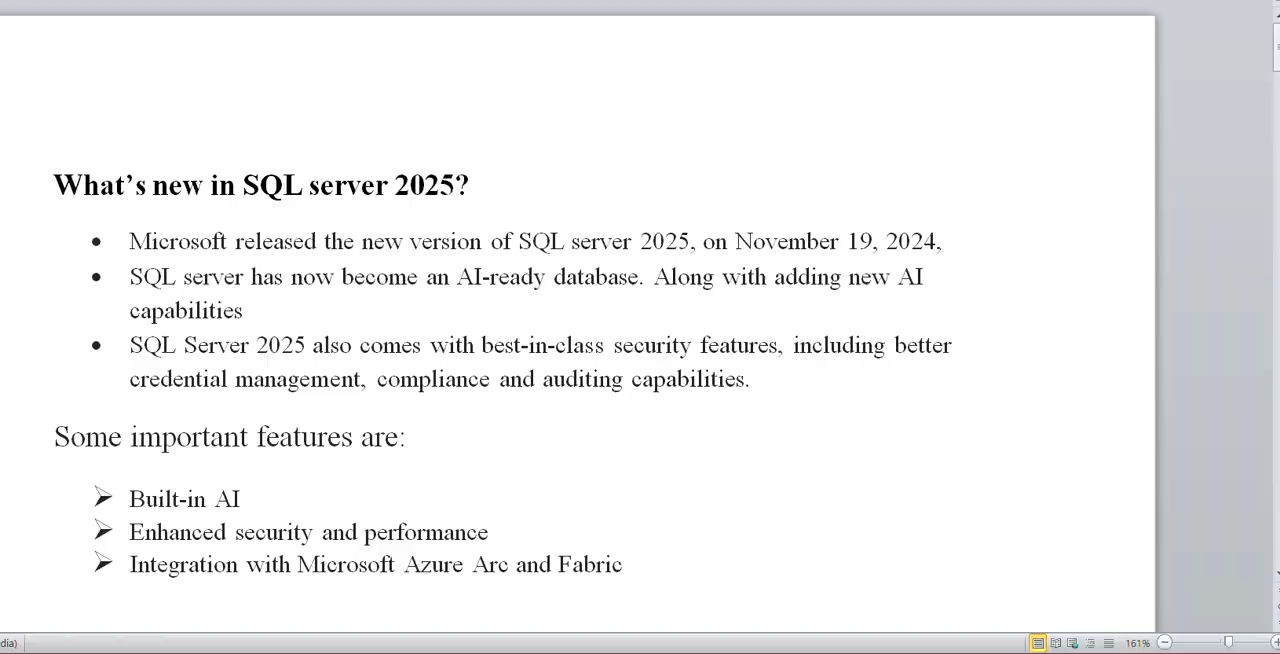 What's new in SQL server 2025?
• Microsoft released the new version of SQL server 2025, on November 19, 2024,
• SQL server has now become an AI-ready database. Along with adding new AI
capabilities
• SQL Server 2025 also comes with best-in-class security features, including better
credential management, compliance and auditing capabilities.
Some important features are:
➢ Built-in AI
➢ Enhanced security and performance
➢ Integration with Microsoft Azure Arc and Fabric
dia)
161%